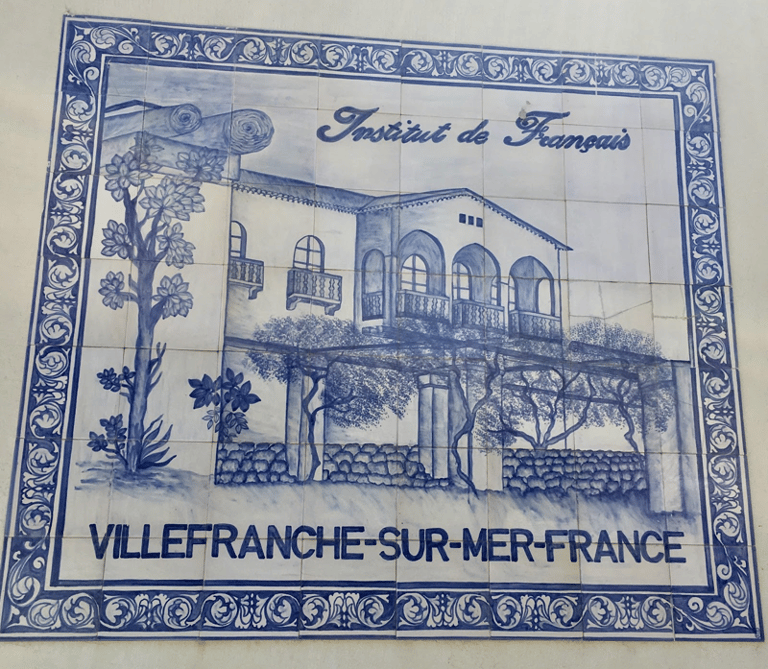 Institut de Français
VILLEFRANCHE-SUR-MER-FRANCE